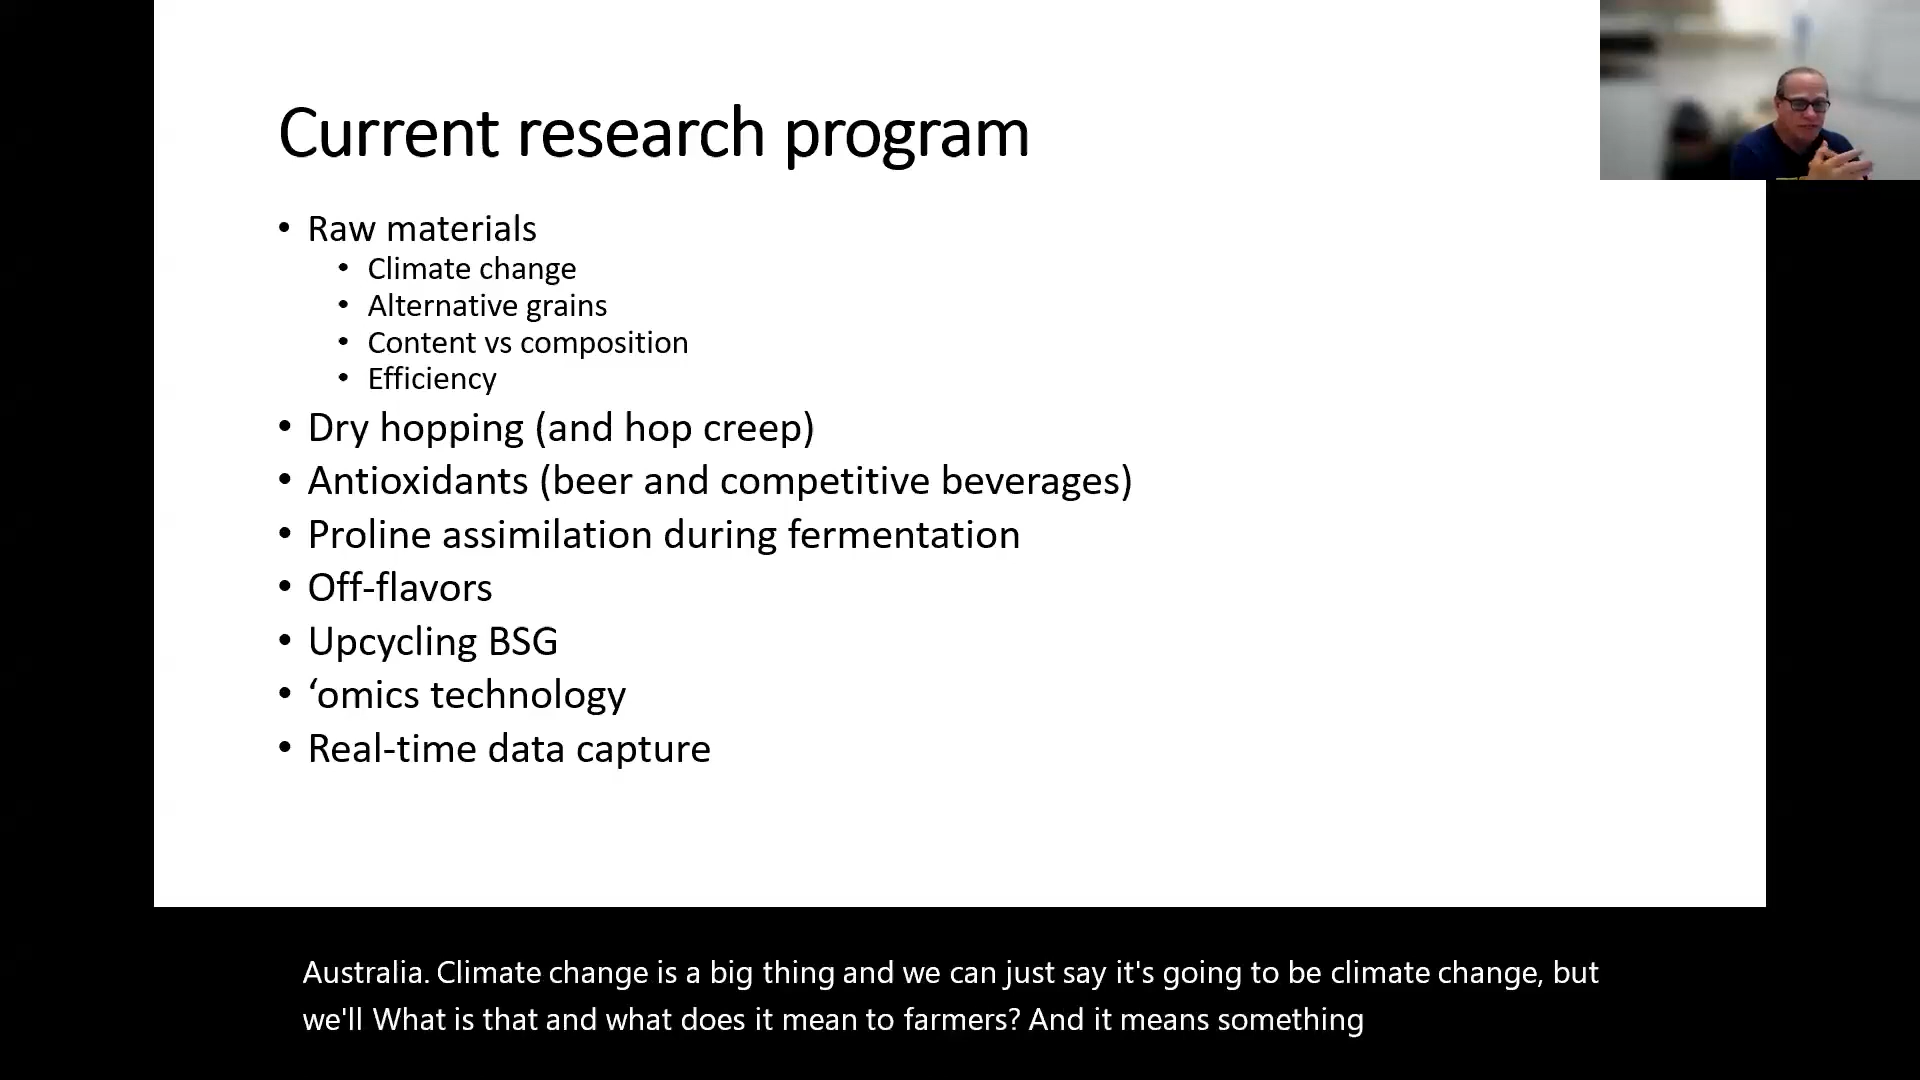 Current research program
• Raw materials
• Climate change
• Alternative grains
• Content vs composition
• Efficiency
• Dry hopping (and hop creep)
• Antioxidants (beer and competitive beverages)
• Proline assimilation during fermentation
• Off-flavors
• Upcycling BSG
• ‘omics technology
• Real-time data capture
Australia. Climate change is a big thing and we can just say it's going to be climate change, but
we'll What is that and what does it mean to farmers? And it means something